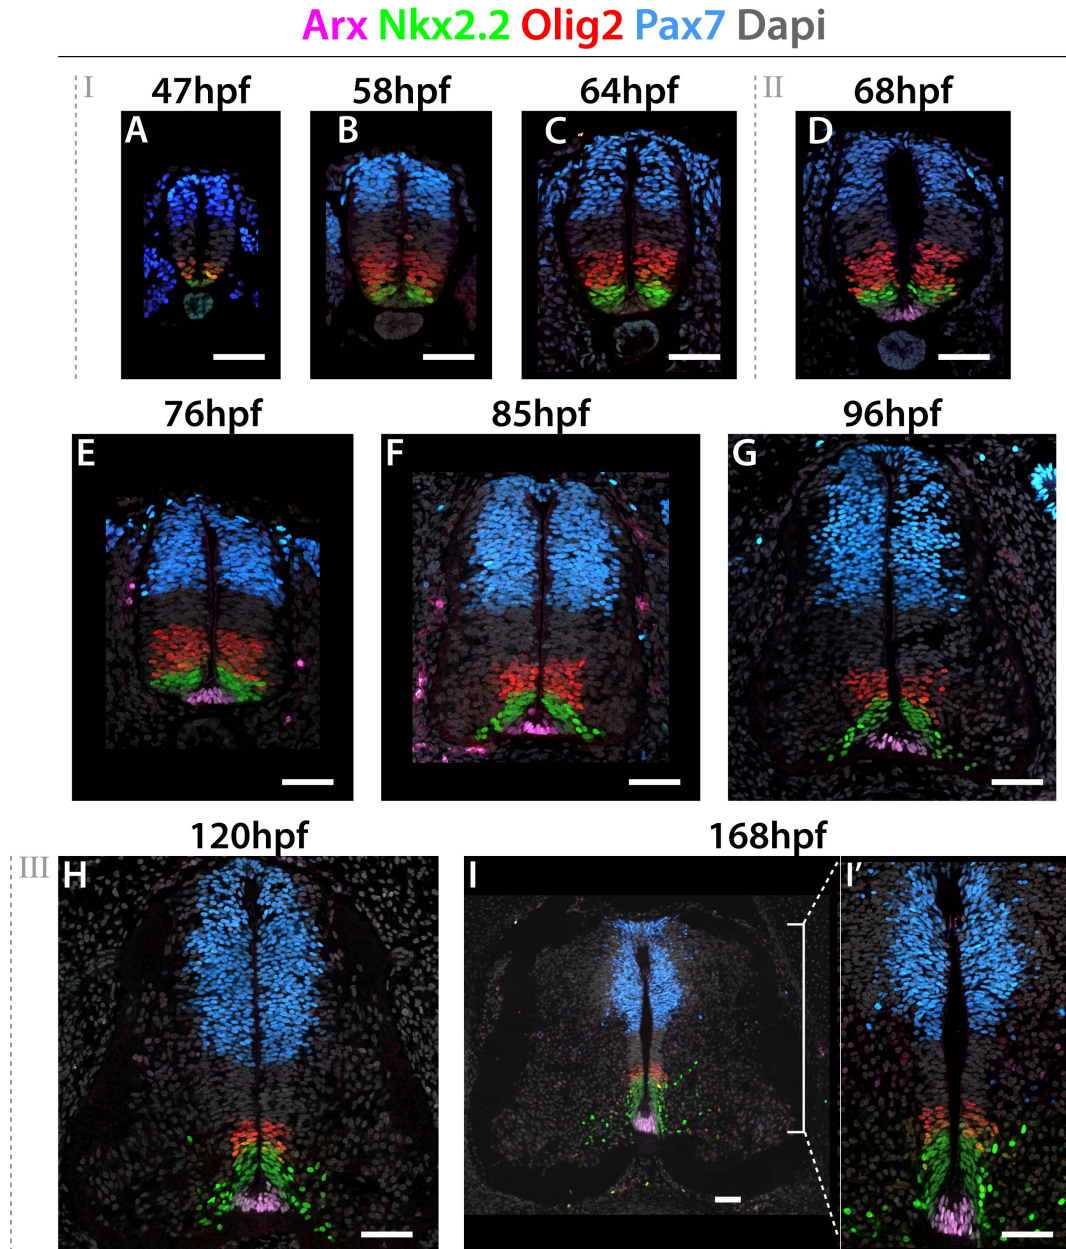 Arx Nkx2.2 Olig2 Pax7 Dapi
I 47hpf 58hpf 64hpf II 68hpf
A B C D
76hpf 85hpf 96hpf
E F G
120hpf 168hpf
III H I I′